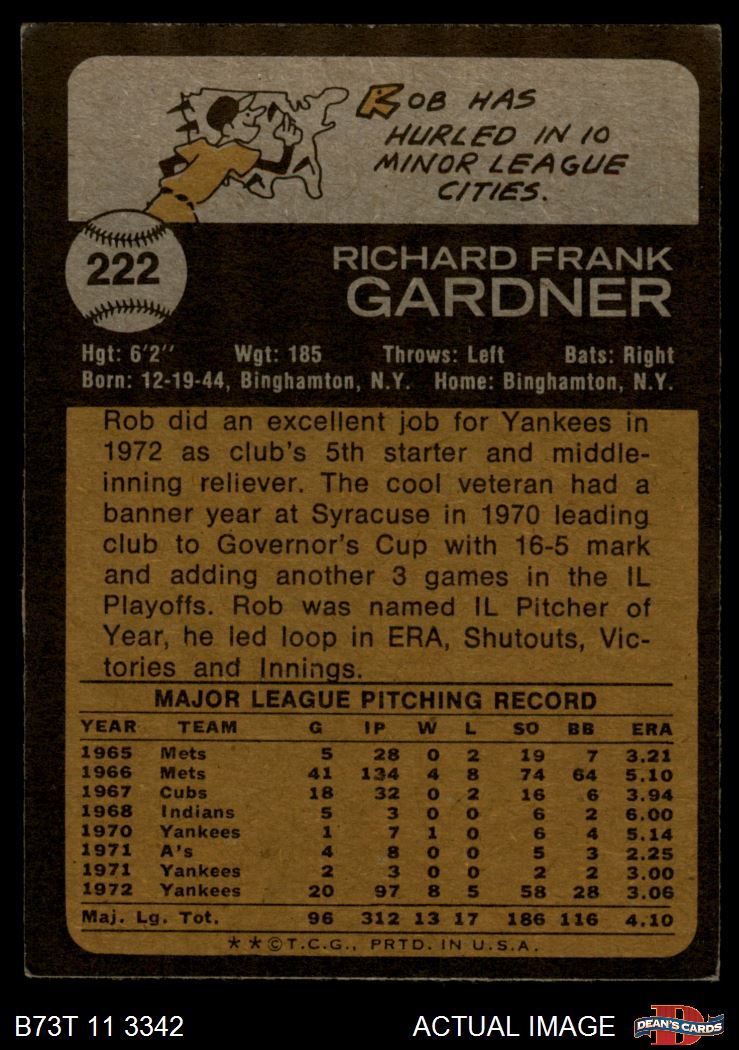 ROB HAS
HURLED IN 10
MINOR LEAGUE
CITIES.
222
RICHARD FRANK
GARDNER
Hgt: 6'2'' Wgt: 185 Throws: Left Bats: Right
Born: 12-19-44, Binghamton, N.Y. Home: Binghamton, N.Y.
Rob did an excellent job for Yankees in
1972 as club's 5th starter and middle-
inning reliever. The cool veteran had a
banner year at Syracuse in 1970 leading
club to Governor's Cup with 16-5 mark
and adding another 3 games in the IL
Playoffs. Rob was named IL Pitcher of
Year, he led loop in ERA, Shutouts, Vic-
tories and Innings.
MAJOR LEAGUE PITCHING RECORD
YEAR TEAM G IP W L SO BB ERA
1965 Mets 5 28 0 2 19 7 3.21
1966 Mets 41 134 4 8 74 64 5.10
1967 Cubs 18 32 0 2 16 6 3.94
1968 Indians 5 3 0 0 6 2 6.00
1970 Yankees 1 7 1 0 6 4 5.14
1971 A's 4 8 0 0 5 3 2.25
1971 Yankees 2 3 0 0 2 2 3.00
1972 Yankees 20 97 8 5 58 28 3.06
Maj. Lg. Tot. 96 312 13 17 186 116 4.10
**©T.C.G., PRTD. IN U.S.A.
B73T 11 3342 ACTUAL IMAGE DEAN'S CARDS